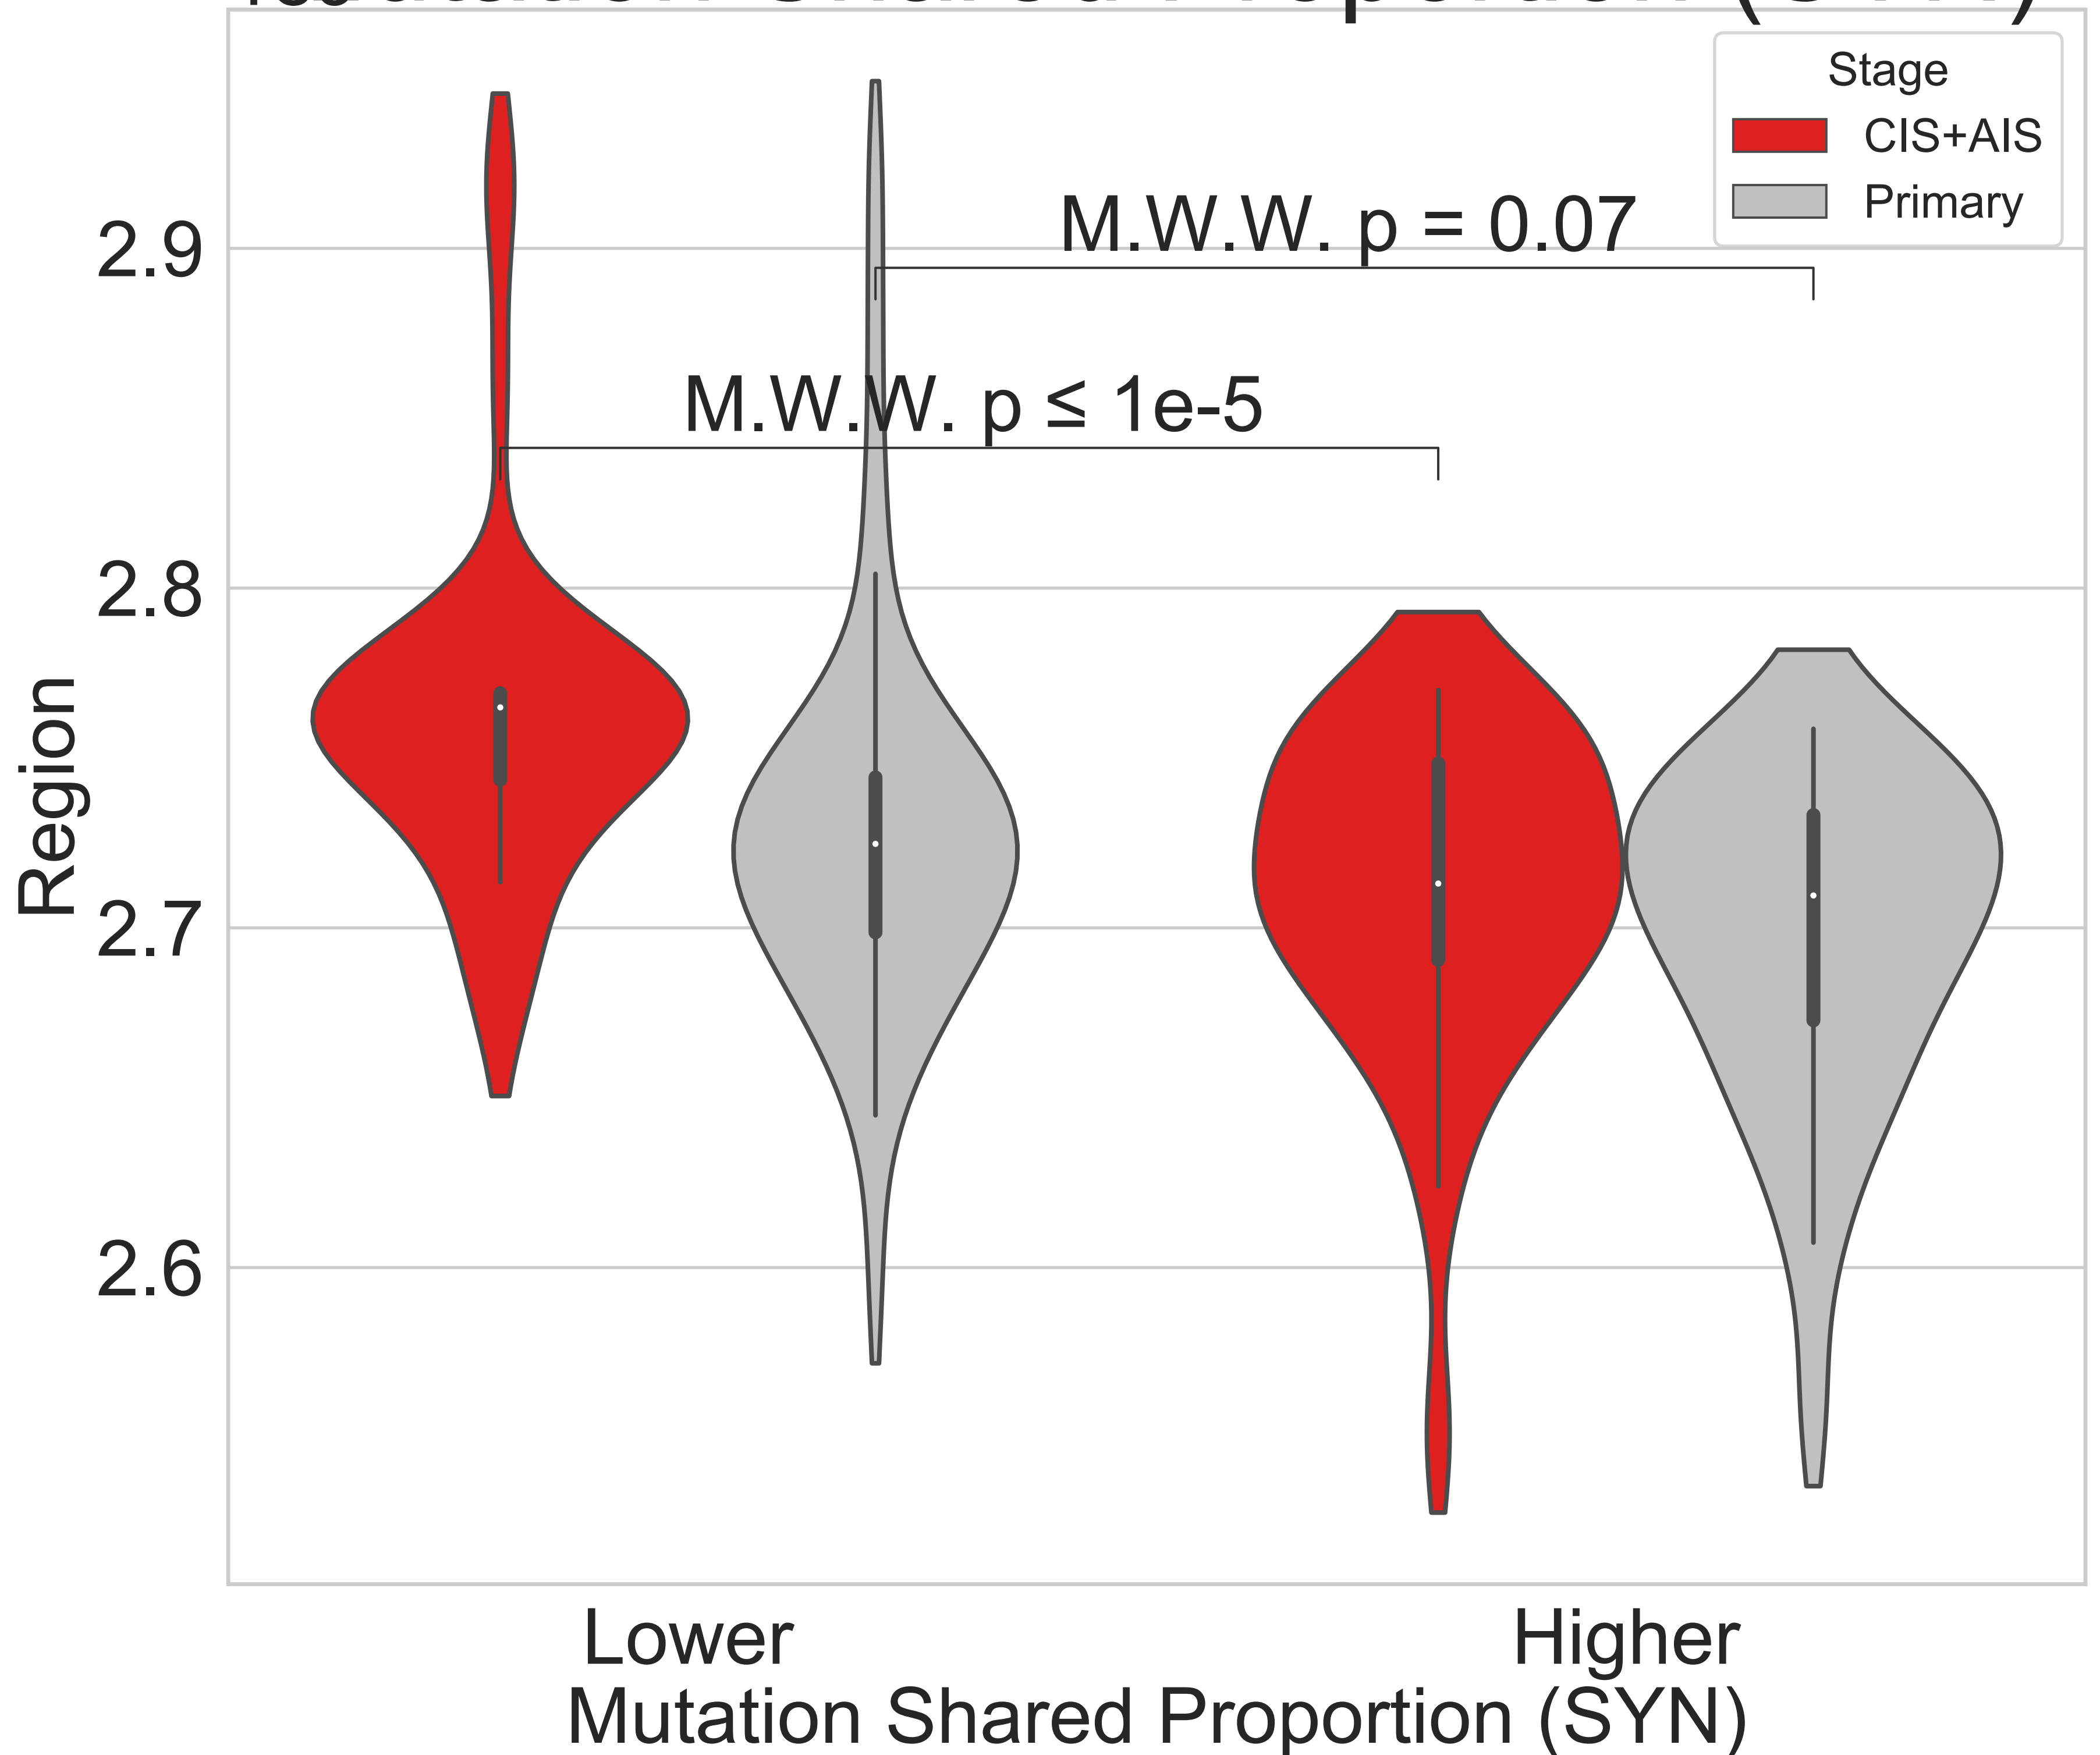 Stage
CIS+AIS
Primary
M.W.W. p = 0.07
M.W.W. p ≤ 1e-5
2.9
2.8
2.7
2.6
Region
Lower
Higher
Mutation Shared Proportion (SYN)